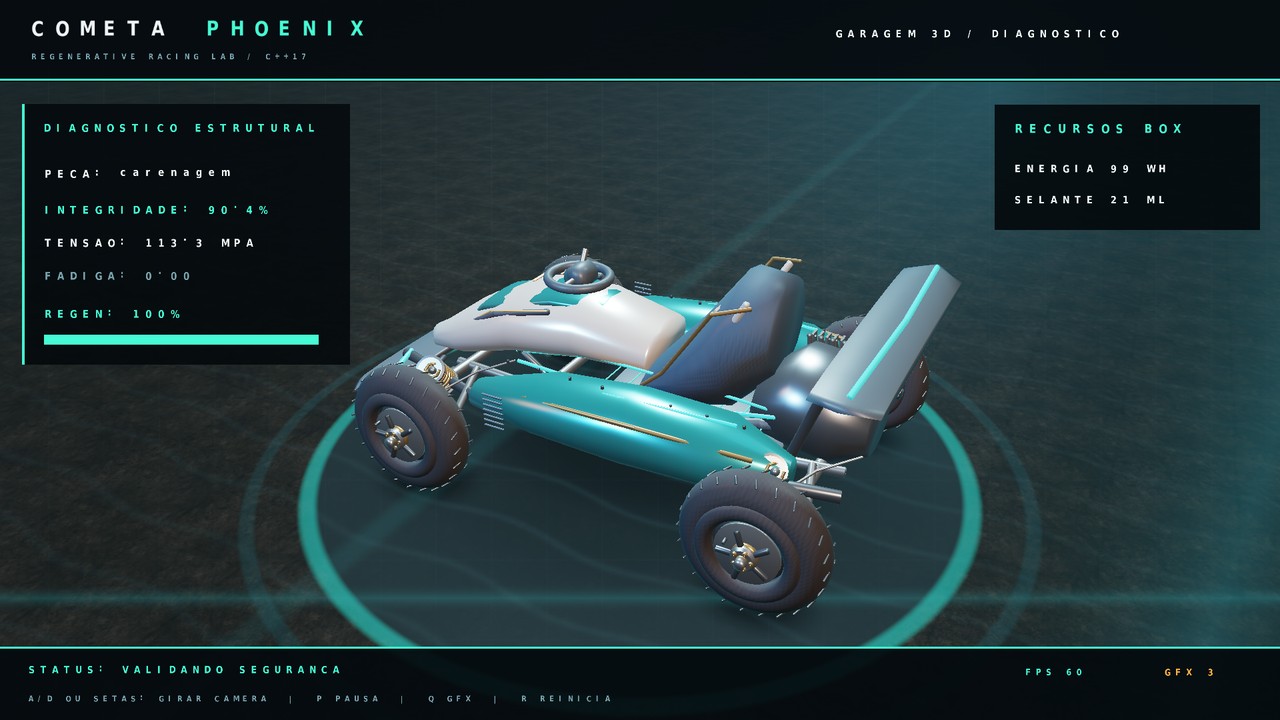 COMETA PHOENIX
REGENERATIVE RACING LAB / C++17
GARAGEM 3D / DIAGNOSTICO
DIAGNOSTICO ESTRUTURAL
PECA: carenagem
INTEGRIDADE: 90.4%
TENSAO: 113.3 MPA
FADIGA: 0.00
REGEN: 100%
RECURSOS BOX
ENERGIA 99 WH
SELANTE 21 ML
STATUS: VALIDANDO SEGURANCA
A/D OU SETAS: GIRAR CAMERA | P PAUSA | Q GFX | R REINICIA
FPS 60
GFX 3